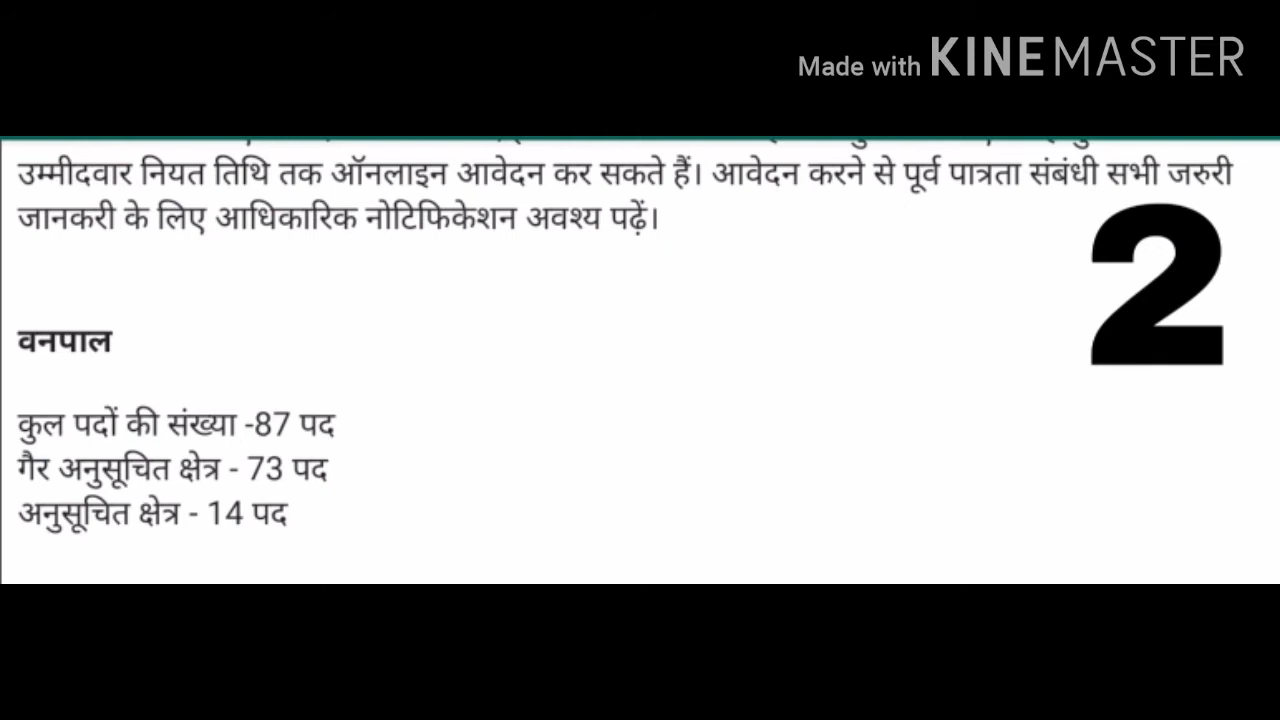 Made with KINEMASTER
उम्मीदवार नियत तिथि तक ऑनलाइन आवेदन कर सकते हैं। आवेदन करने से पूर्व पात्रता संबंधी सभी जरुरी
जानकरी के लिए आधिकारिक नोटिफिकेशन अवश्य पढ़ें।
2
वनपाल
कुल पदों की संख्या -87 पद
गैर अनुसूचित क्षेत्र - 73 पद
अनुसूचित क्षेत्र - 14 पद